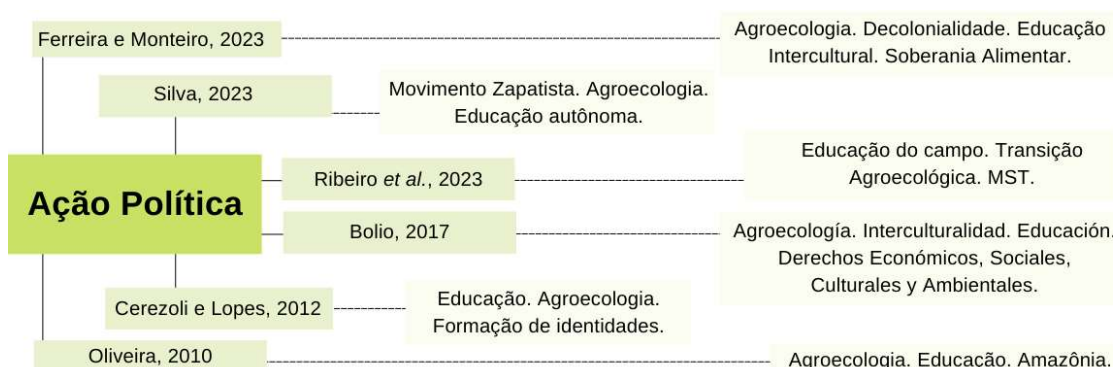 Ferreira e Monteiro, 2023
Agroecologia. Decolonialidade. Educação
Intercultural. Soberania Alimentar.
Silva, 2023
Movimento Zapatista. Agroecologia.
Educação autônoma.
Ação Política
Ribeiro et al., 2023
Educação do campo. Transição
Agroecológica. MST.
Bolio, 2017
Agroecología. Interculturalidad. Educación.
Derechos Económicos, Sociales,
Culturales y Ambientales.
Cerezoli e Lopes, 2012
Educação. Agroecologia.
Formação de identidades.
Oliveira, 2010
Agroecologia. Educação. Amazônia.